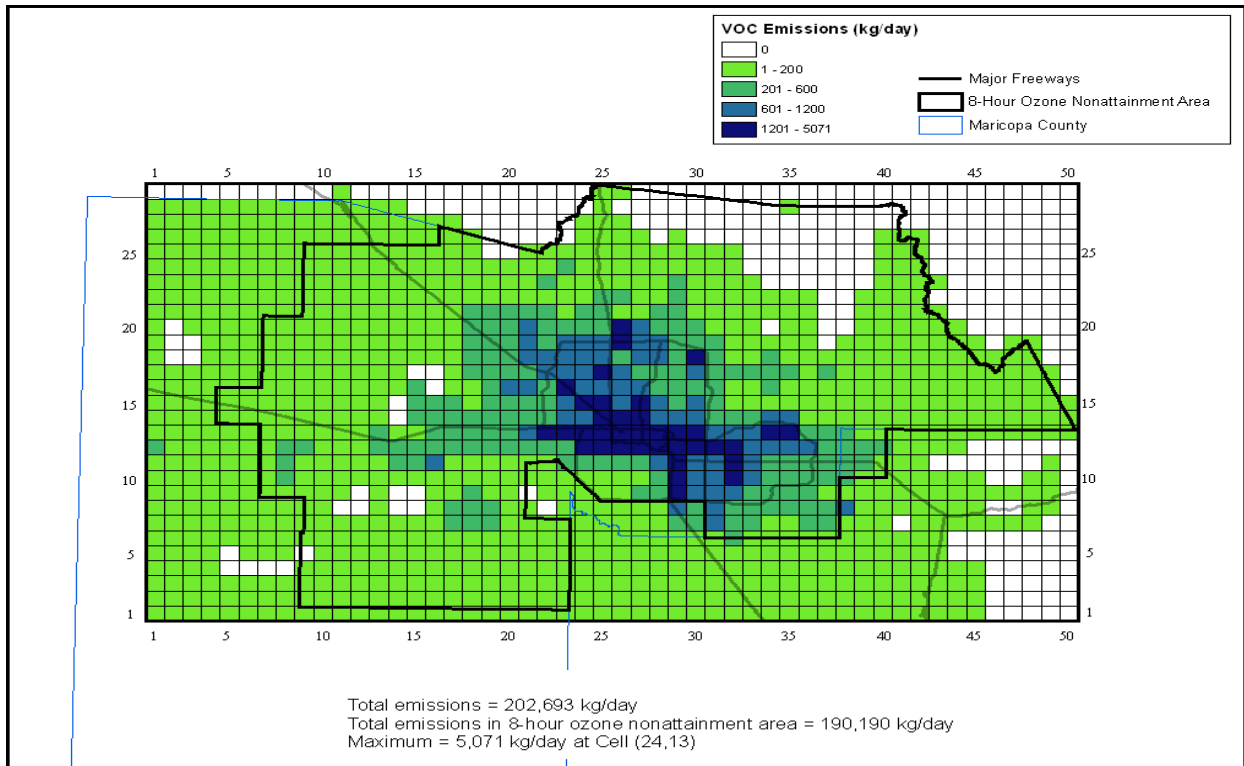 VOC Emissions (kg/day)
0
1 - 200
201 - 600
601 - 1200
1201 - 5071
Major Freeways
8-Hour Ozone Nonattainment Area
Maricopa County
1 5 10 15 20 25 30 35 40 45 50
25 25
20 20
15 15
10 10
5 5
1 1
1 5 10 15 20 25 30 35 40 45 50
Total emissions = 202,693 kg/day
Total emissions in 8-hour ozone nonattainment area = 190,190 kg/day
Maximum = 5,071 kg/day at Cell (24,13)